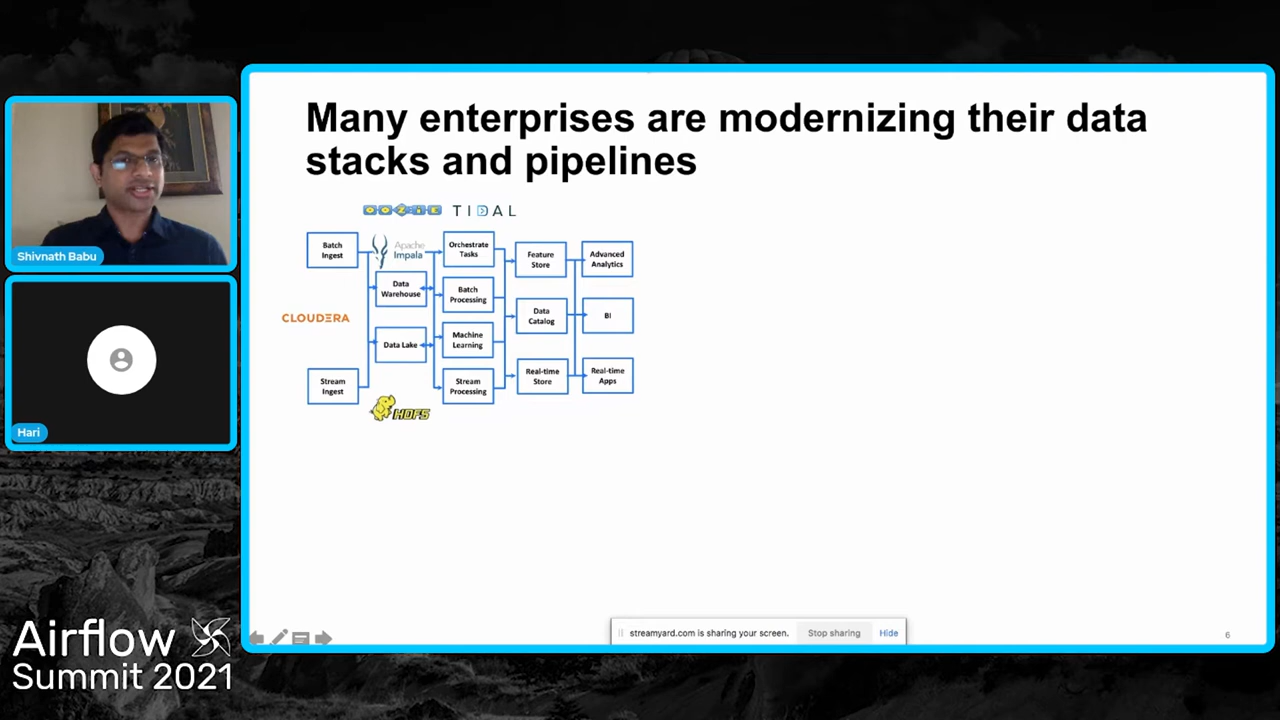 Many enterprises are modernizing their data
stacks and pipelines
OOZIE
TIDAL
Batch
Ingest
Apache
Impala
Orchestrate
Tasks
Feature
Store
Advanced
Analytics
Data
Warehouse
Batch
Processing
CLOUDERA
Data
Catalog
BI
Data Lake
Machine
Learning
Stream
Ingest
Stream
Processing
Real-time
Store
Real-time
Apps
HDFS
Shivnath Babu
Hari
streamyard.com is sharing your screen.
Stop sharing
Hide
6
Airflow
Summit 2021